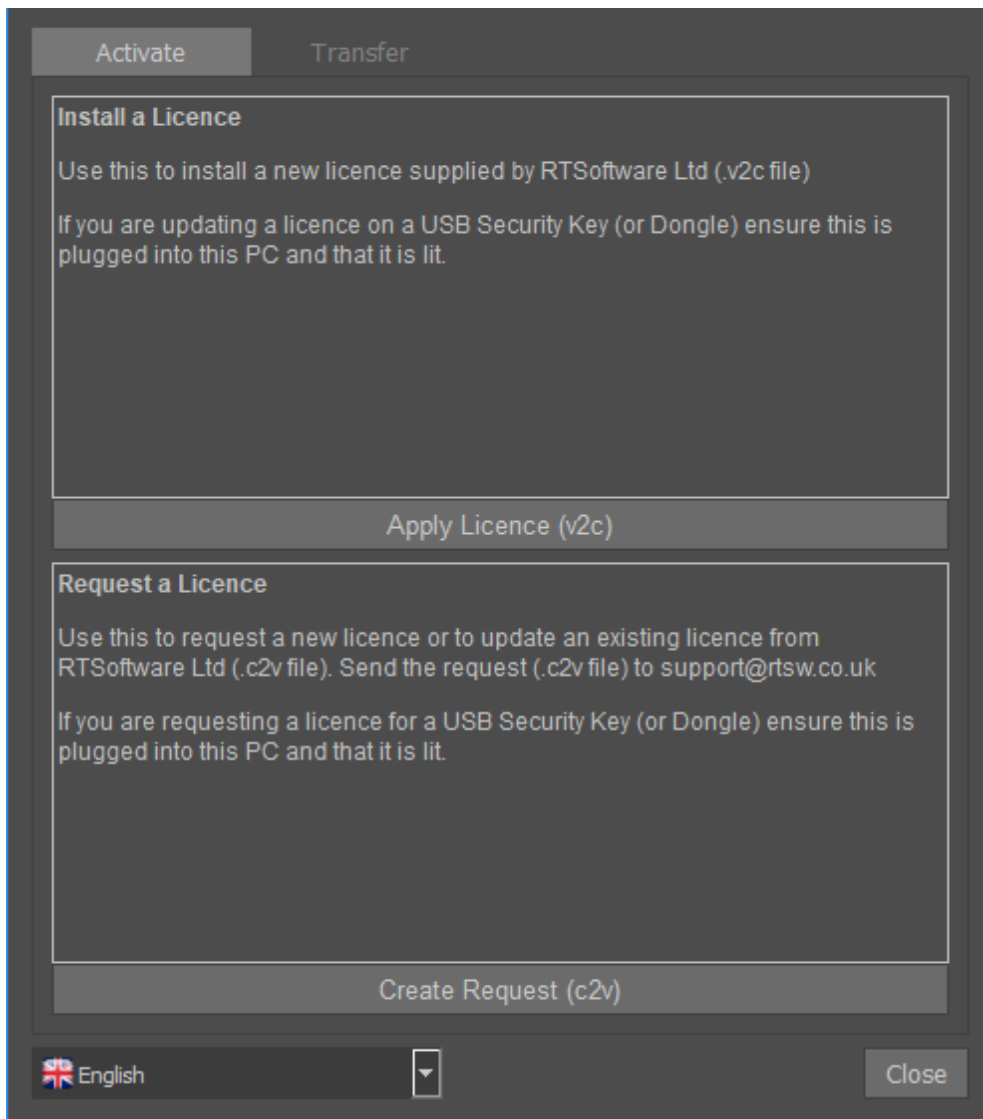 Activate
Transfer
Install a Licence
Use this to install a new licence supplied by RTSoftware Ltd (.v2c file)
If you are updating a licence on a USB Security Key (or Dongle) ensure this is
plugged into this PC and that it is lit.
Apply Licence (v2c)
Request a Licence
Use this to request a new licence or to update an existing licence from
RTSoftware Ltd (.c2v file). Send the request (.c2v file) to support@rtsw.co.uk
If you are requesting a licence for a USB Security Key (or Dongle) ensure this is
plugged into this PC and that it is lit.
Create Request (c2v)
English
Close